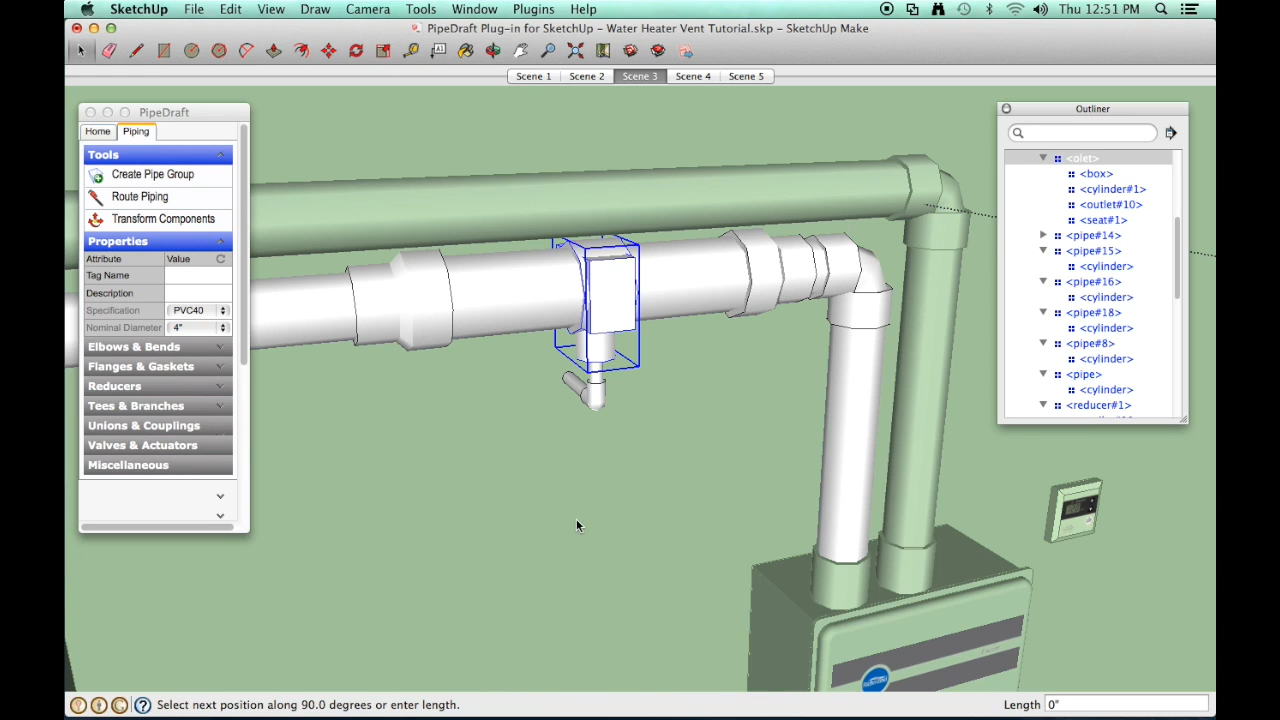 SketchUp File Edit View Draw Camera Tools Window Plugins Help Thu 12:51 PM
PipeDraft Plug-in for SketchUp – Water Heater Vent Tutorial.skp – SketchUp Make
Scene 1 Scene 2 Scene 3 Scene 4 Scene 5
PipeDraft
Home Piping
Tools
Create Pipe Group
Route Piping
Transform Components
Properties
Attribute Value
Tag Name
Description
Specification PVC40
Nominal Diameter 4"
Elbows & Bends
Flanges & Gaskets
Reducers
Tees & Branches
Unions & Couplings
Valves & Actuators
Miscellaneous
Outliner
<olet>
<box>
<cylinder#1>
<outlet#10>
<seat#1>
<pipe#14>
<pipe#15>
<cylinder>
<pipe#16>
<cylinder>
<pipe#18>
<cylinder>
<pipe#8>
<cylinder>
<pipe>
<cylinder>
<reducer#1>
Select next position along 90.0 degrees or enter length. Length 0"